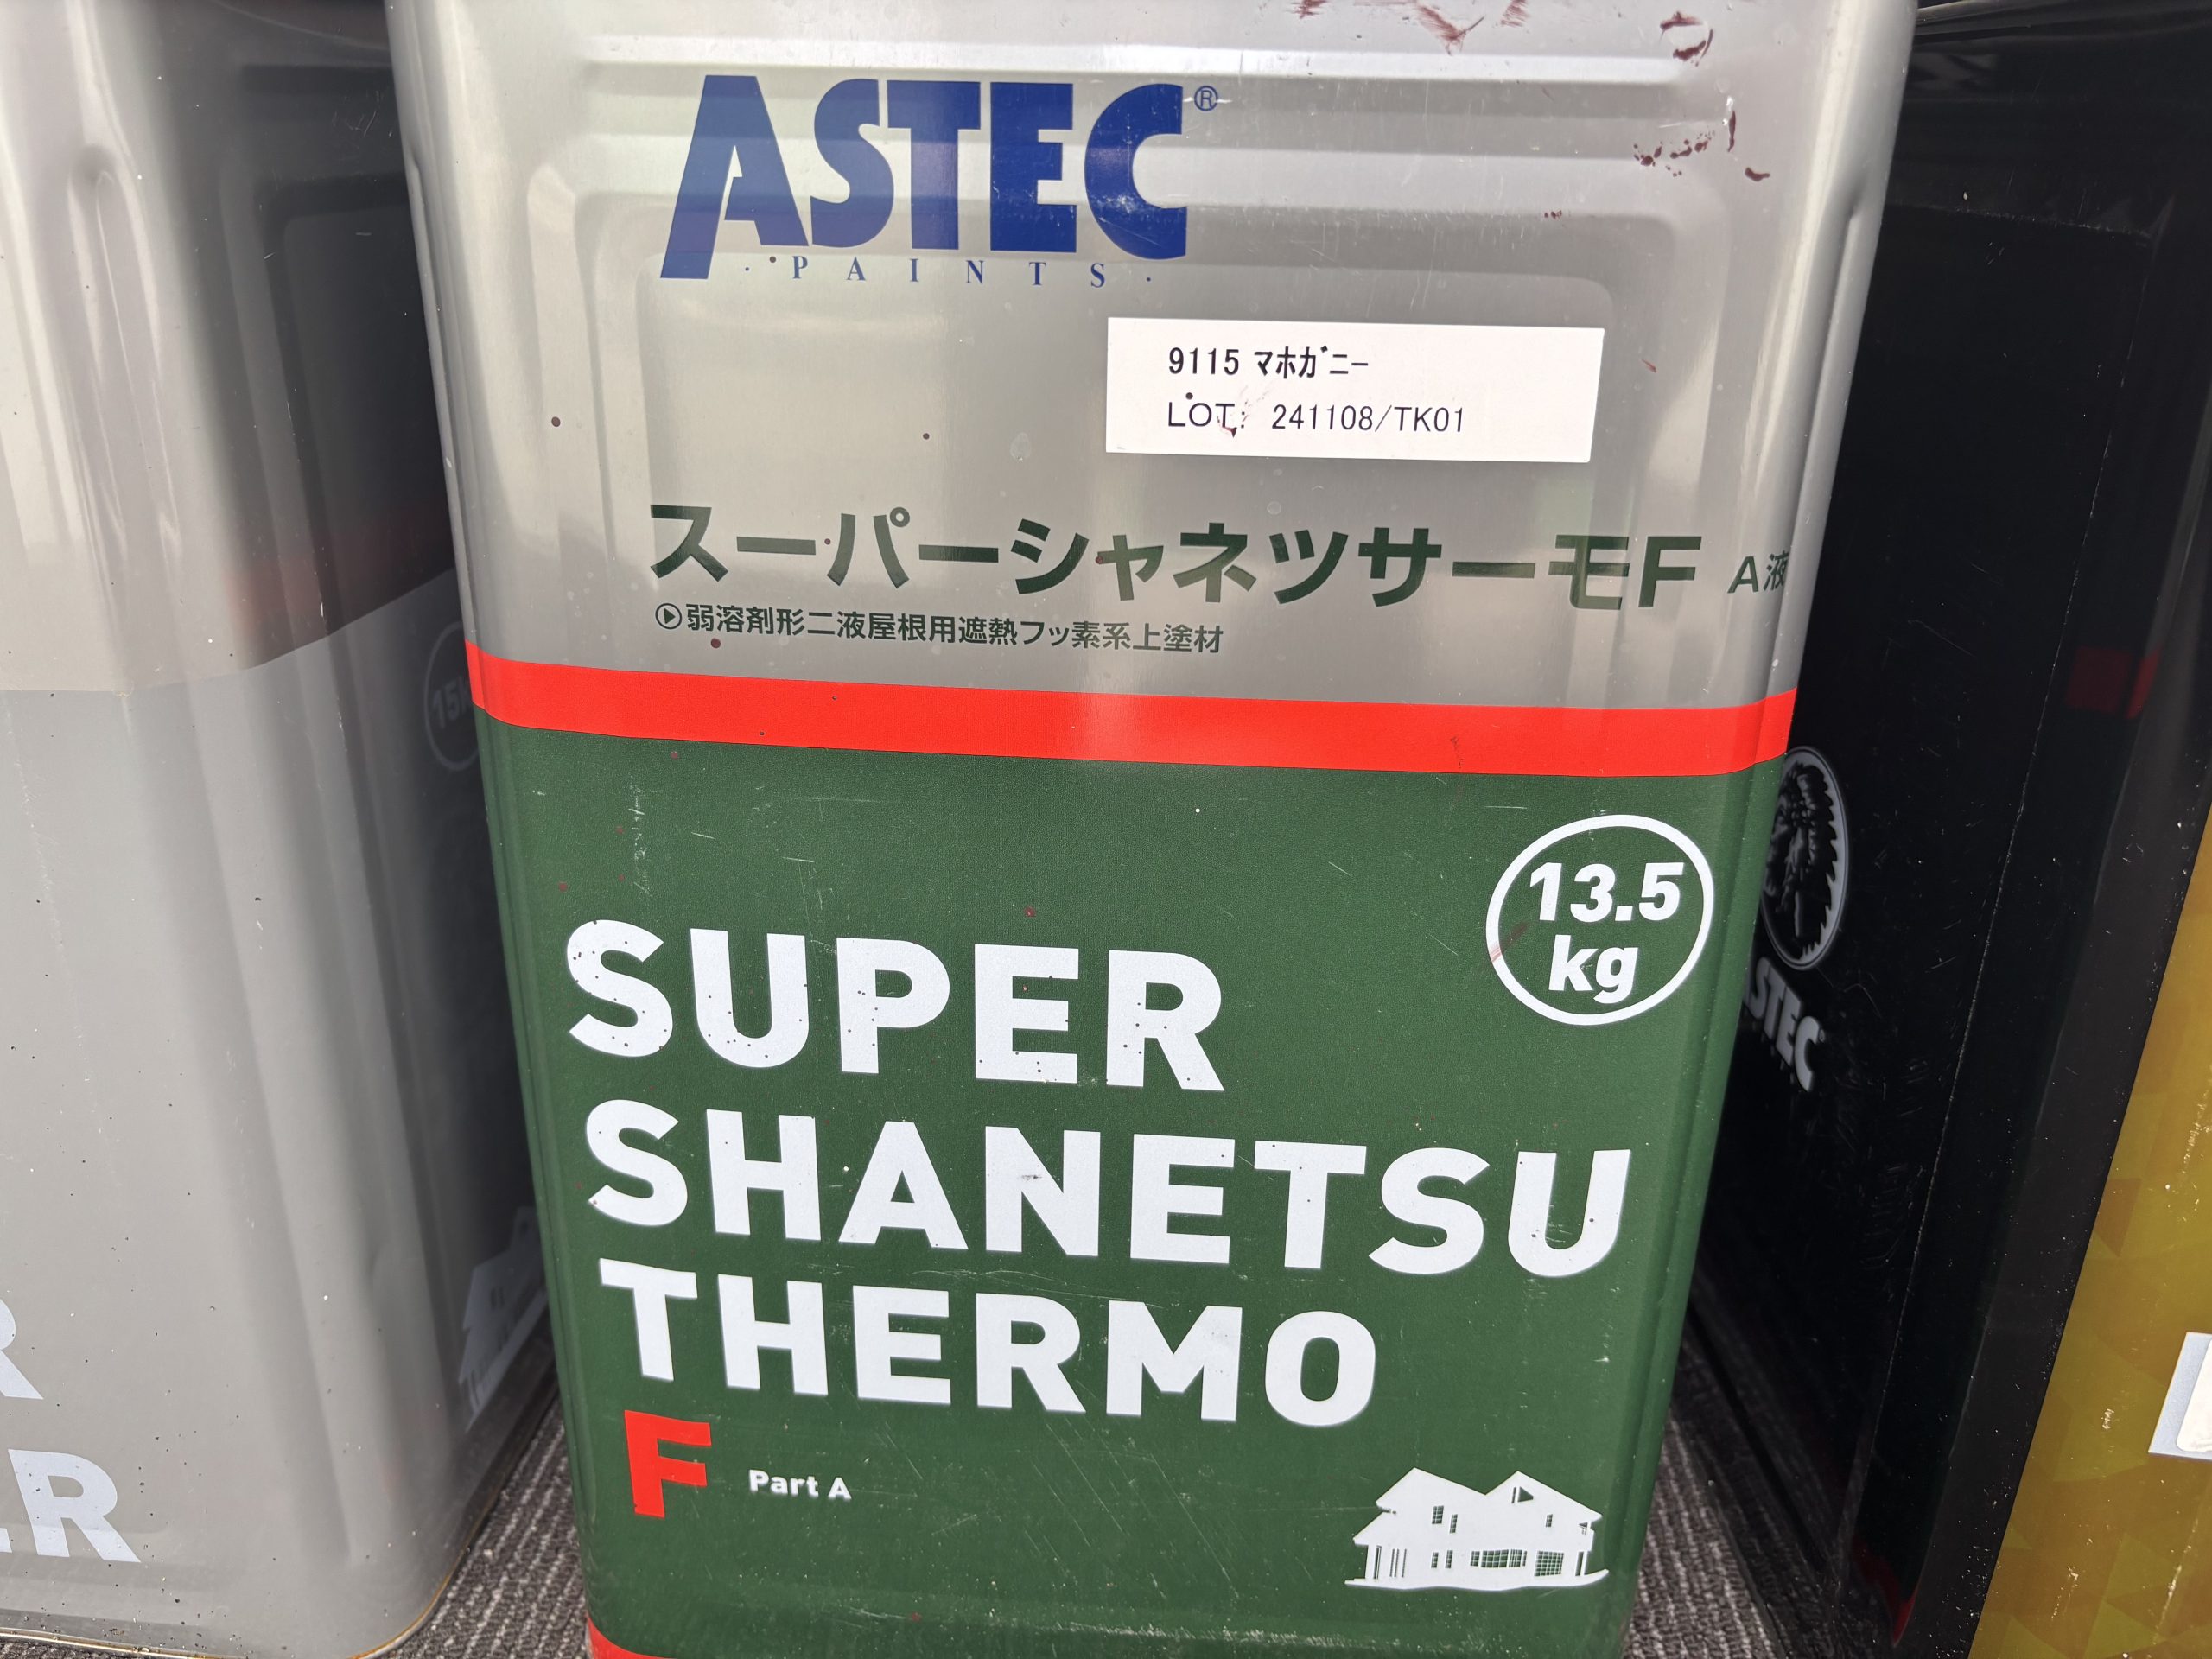 ASTEC®
·PAINTS·
9115 ﾏﾎｶﾞﾆｰ
LOT: 241108/TK01
スーパーシャネツサーモF A液
弱溶剤形二液屋根用遮熱フッ素系上塗材
13.5
kg
SUPER
SHANETSU
THERMO
F Part A
ASTEC